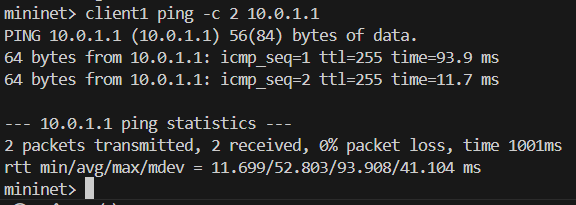 mininet> client1 ping -c 2 10.0.1.1
PING 10.0.1.1 (10.0.1.1) 56(84) bytes of data.
64 bytes from 10.0.1.1: icmp_seq=1 ttl=255 time=93.9 ms
64 bytes from 10.0.1.1: icmp_seq=2 ttl=255 time=11.7 ms

--- 10.0.1.1 ping statistics ---
2 packets transmitted, 2 received, 0% packet loss, time 1001ms
rtt min/avg/max/mdev = 11.699/52.803/93.908/41.104 ms
mininet>